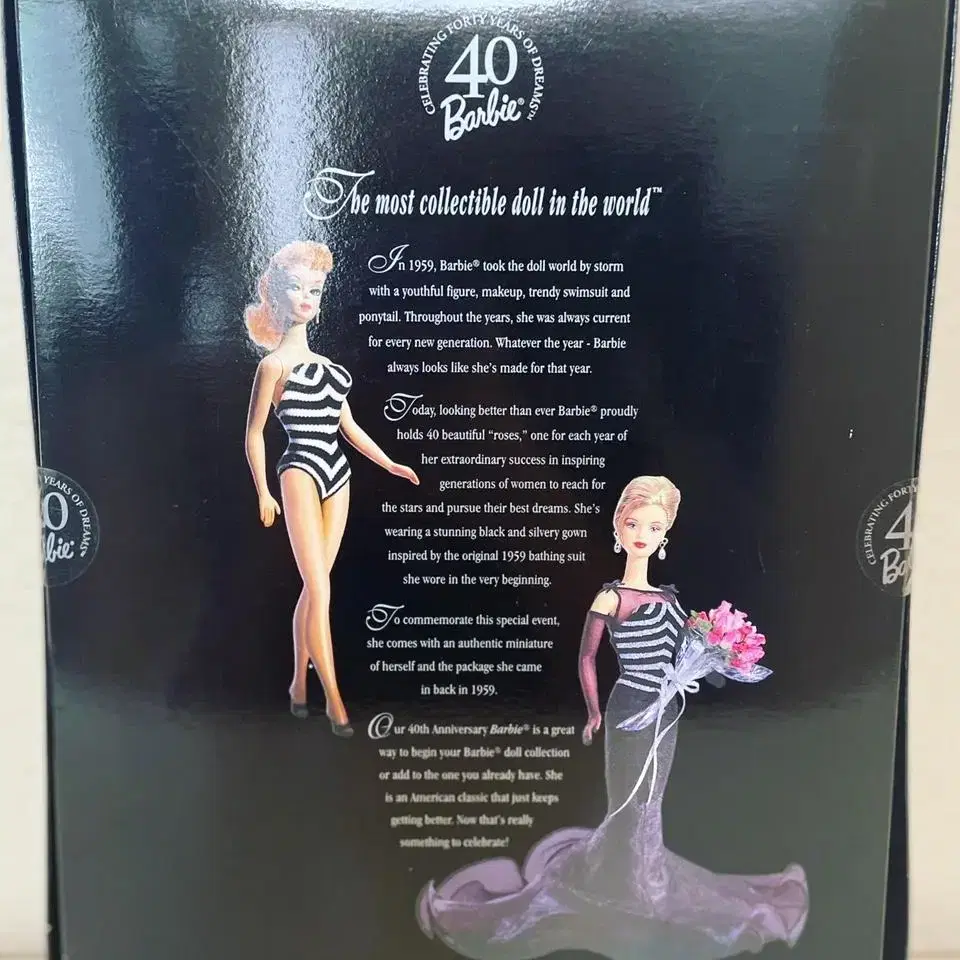 CELEBRATING FORTY YEARS OF DREAMS™
40
Barbie®
The most collectible doll in the world™
In 1959, Barbie® took the doll world by storm
with a youthful figure, makeup, trendy swimsuit and
ponytail. Throughout the years, she was always current
for every new generation. Whatever the year - Barbie
always looks like she's made for that year.
Today, looking better than ever Barbie® proudly
holds 40 beautiful “roses,” one for each year of
her extraordinary success in inspiring
generations of women to reach for
the stars and pursue their best dreams. She's
wearing a stunning black and silvery gown
inspired by the original 1959 bathing suit
she wore in the very beginning.
To commemorate this special event,
she comes with an authentic miniature
of herself and the package she came
in back in 1959.
Our 40th Anniversary Barbie® is a great
way to begin your Barbie® doll collection
or add to the one you already have. She
is an American classic that just keeps
getting better. Now that's really
something to celebrate!
YEARS OF DREAMS
0
bie
CELEBRATING FORTY
4
Ba